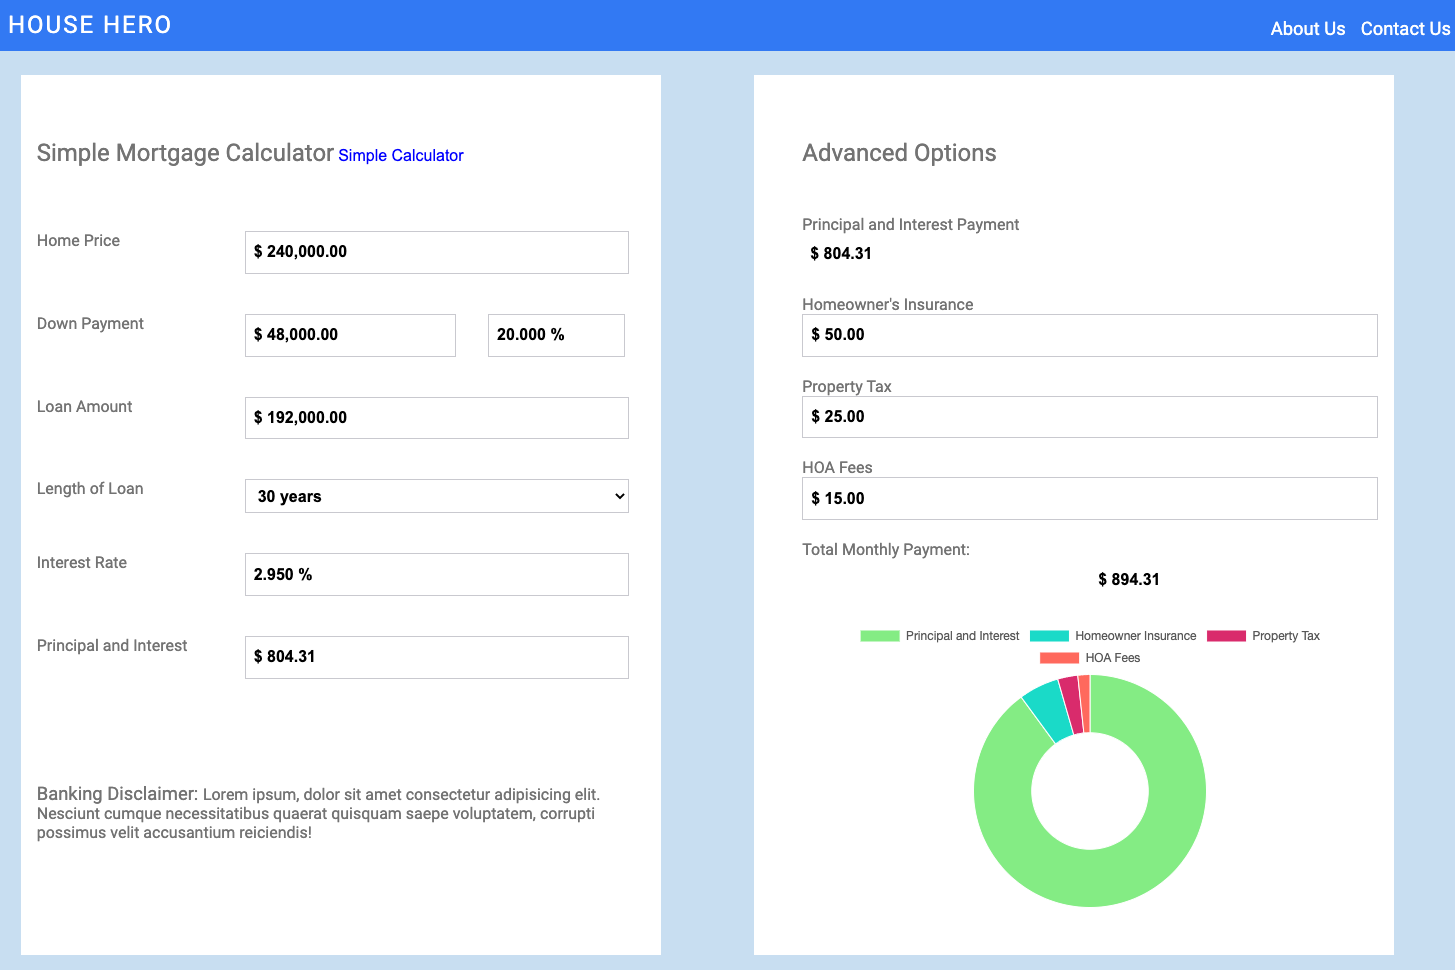 HOUSE HERO
About Us Contact Us
Simple Mortgage Calculator Simple Calculator
Home Price
$ 240,000.00
Down Payment
$ 48,000.00
20.000 %
Loan Amount
$ 192,000.00
Length of Loan
30 years
Interest Rate
2.950 %
Principal and Interest
$ 804.31
Banking Disclaimer: Lorem ipsum, dolor sit amet consectetur adipisicing elit.
Nesciunt cumque necessitatibus quaerat quisquam saepe voluptatem, corrupti
possimus velit accusantium reiciendis!
Advanced Options
Principal and Interest Payment
$ 804.31
Homeowner's Insurance
$ 50.00
Property Tax
$ 25.00
HOA Fees
$ 15.00
Total Monthly Payment:
$ 894.31
Principal and Interest Homeowner Insurance Property Tax
HOA Fees